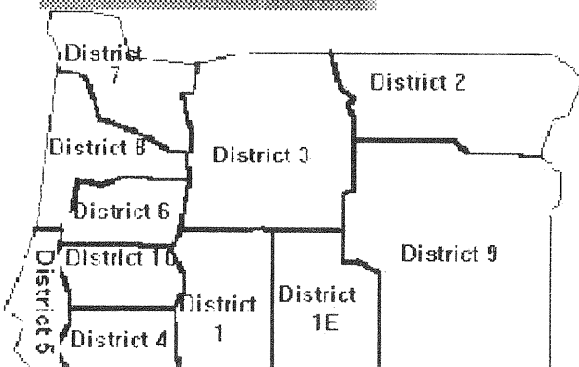 District
7
District 2
District 8
District 3
District 6
District 9
District 10
District 5
District
1
District
1E
District 4